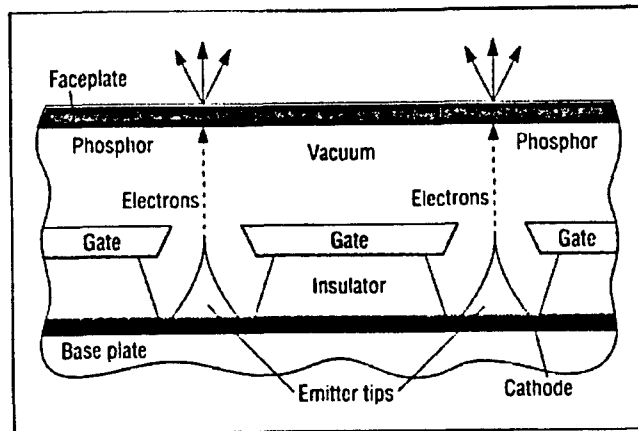 Faceplate
Phosphor Vacuum Phosphor
Electrons Electrons
Gate Gate Gate
Insulator
Base plate
Emitter tips Cathode